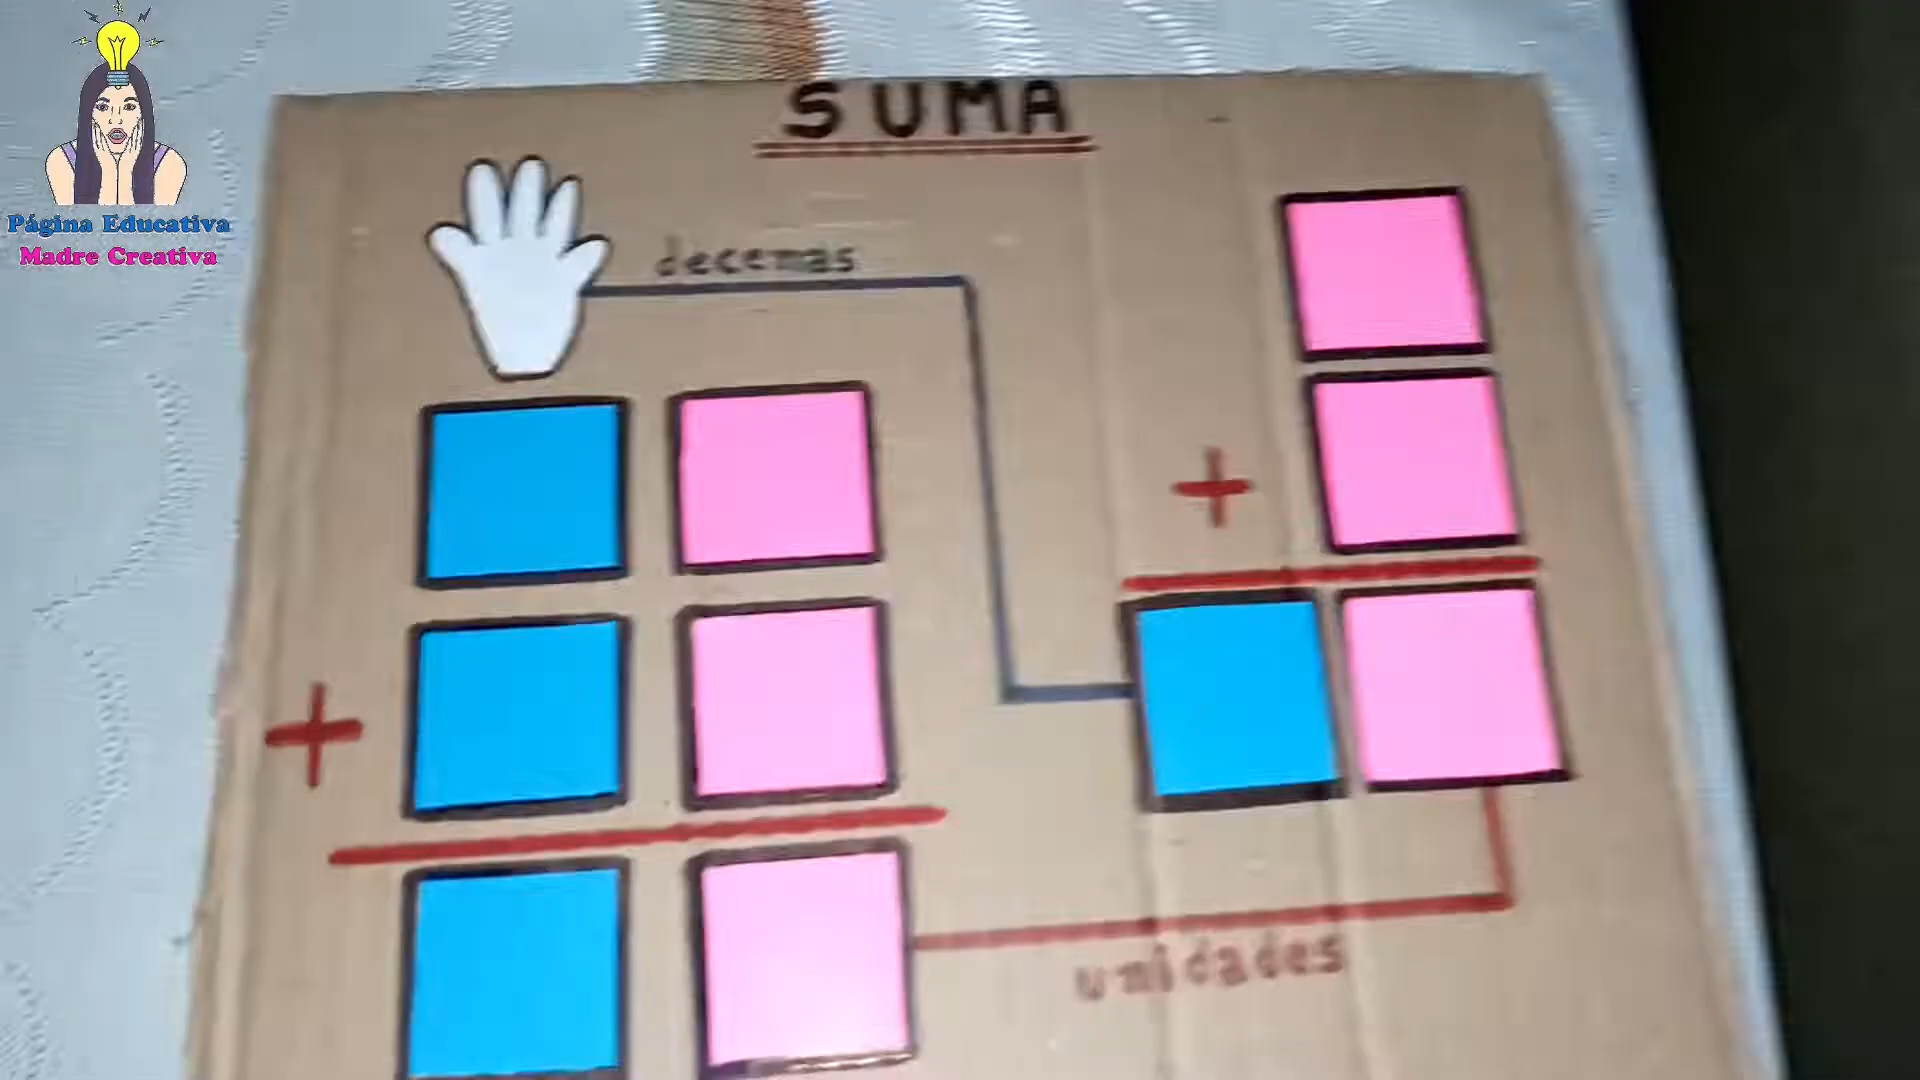 SUMA
Página Educativa
Madre Creativa
decenas
+
+
unidades